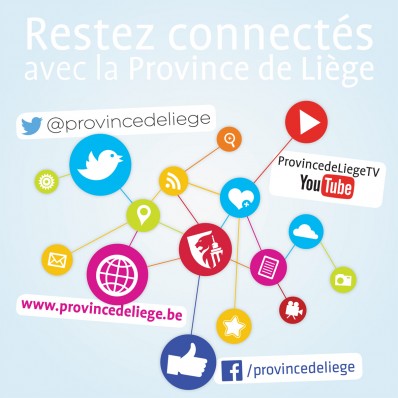 Restez connectés
avec la Province de Liège
@provincedeliege
ProvincedeLiegeTV
YouTube
www.provincedeliege.be
/provincedeliege